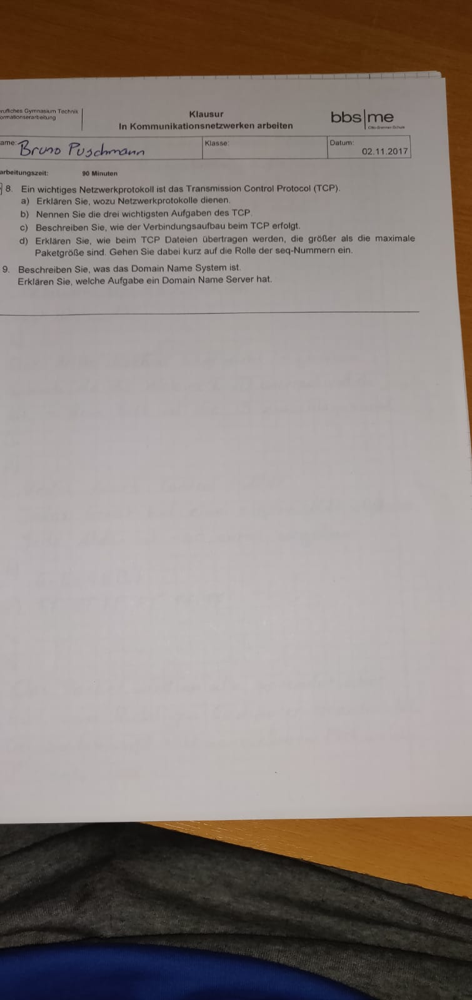 erufliches Gymnasium Technik
ormationserarbeitung
Klausur
In Kommunikationsnetzwerken arbeiten
bbs|me
Otto-Brenner-Schule
ame: Bruno Puschmann
Klasse:
Datum:
02.11.2017
arbeitungszeit: 90 Minuten
8. Ein wichtiges Netzwerkprotokoll ist das Transmission Control Protocol (TCP).
a) Erklären Sie, wozu Netzwerkprotokolle dienen.
b) Nennen Sie die drei wichtigsten Aufgaben des TCP.
c) Beschreiben Sie, wie der Verbindungsaufbau beim TCP erfolgt.
d) Erklären Sie, wie beim TCP Dateien übertragen werden, die größer als die maximale
Paketgröße sind. Gehen Sie dabei kurz auf die Rolle der seq-Nummern ein.
9. Beschreiben Sie, was das Domain Name System ist.
Erklären Sie, welche Aufgabe ein Domain Name Server hat.